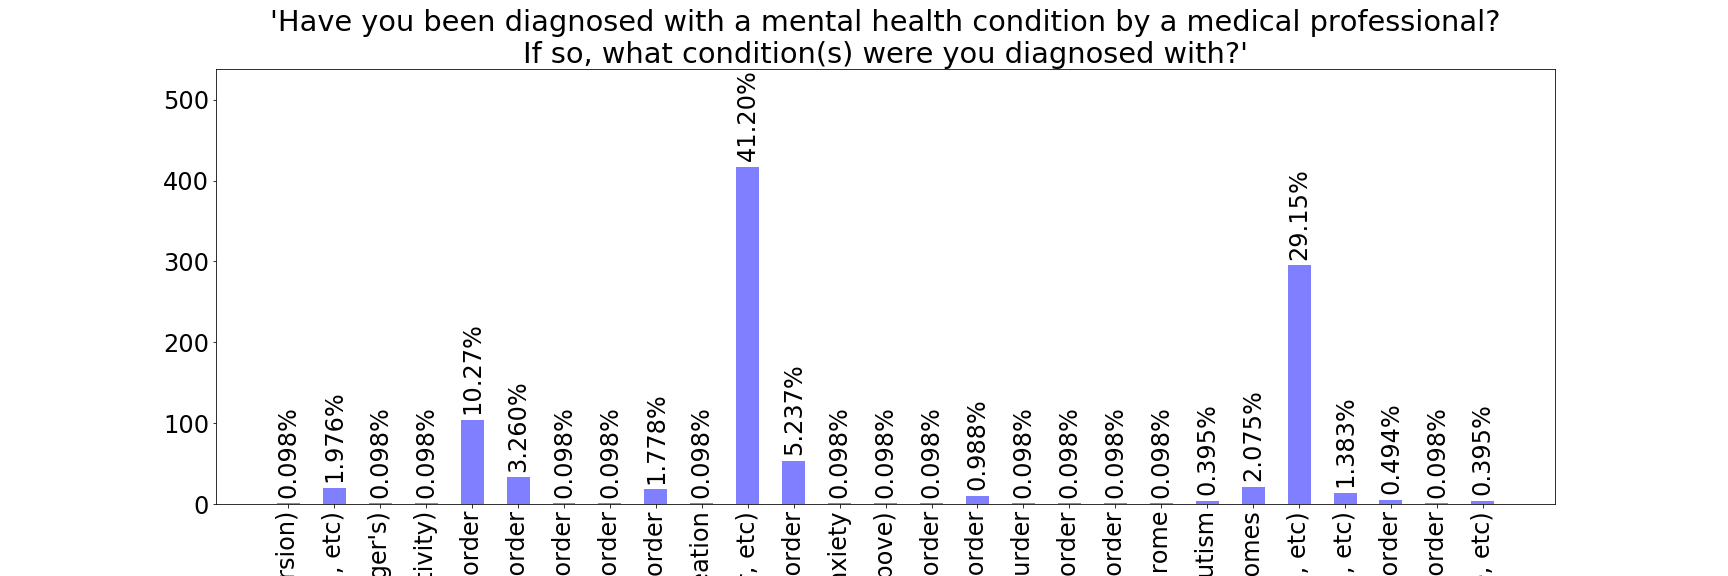 'Have you been diagnosed with a mental health condition by a medical professional?
If so, what condition(s) were you diagnosed with?'
500
400
300
200
100
0
0.098%
1.976%
0.098%
0.098%
10.27%
3.260%
0.098%
0.098%
1.778%
0.098%
41.20%
5.237%
0.098%
0.098%
0.098%
0.988%
0.098%
0.098%
0.098%
0.098%
0.395%
2.075%
29.15%
1.383%
0.494%
0.098%
0.395%
rsion)
, etc)
ger's)
tivity)
order
order
order
order
order
eation
, etc)
order
nxiety
bove)
order
order
urder
order
order
rome
utism
omes
, etc)
, etc)
order
order
, etc)